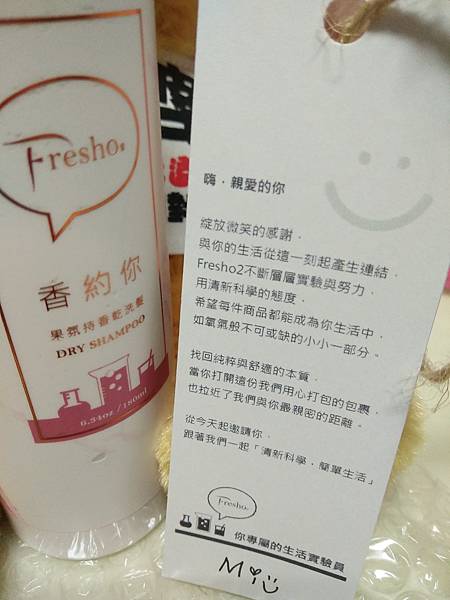 Fresho2
香約你
果氛持香乾洗髮
DRY SHAMPOO
6.34oz / 180ml
嗨．親愛的你
綻放微笑的感謝．
與你的生活從這一刻起產生連結．
Fresho2不斷層層實驗與努力．
用清新科學的態度．
希望每件商品都能成為你生活中．
如氧氣般不可或缺的小小一部分。
找回純粹與舒適的本質．
當你打開這份我們用心打包的包裹．
也拉近了我們與你最親密的距離。
從今天起邀請你．
跟著我們一起「清新科學．簡單生活」
Fresho2
你專屬的生活實驗員